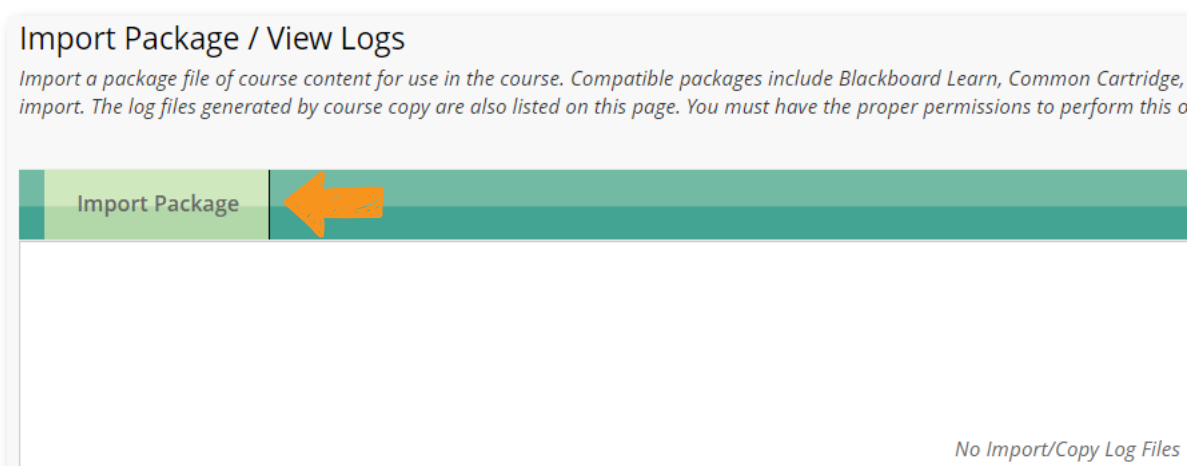 Import Package / View Logs
Import a package file of course content for use in the course. Compatible packages include Blackboard Learn, Common Cartridge,
import. The log files generated by course copy are also listed on this page. You must have the proper permissions to perform this o
Import Package
No Import/Copy Log Files